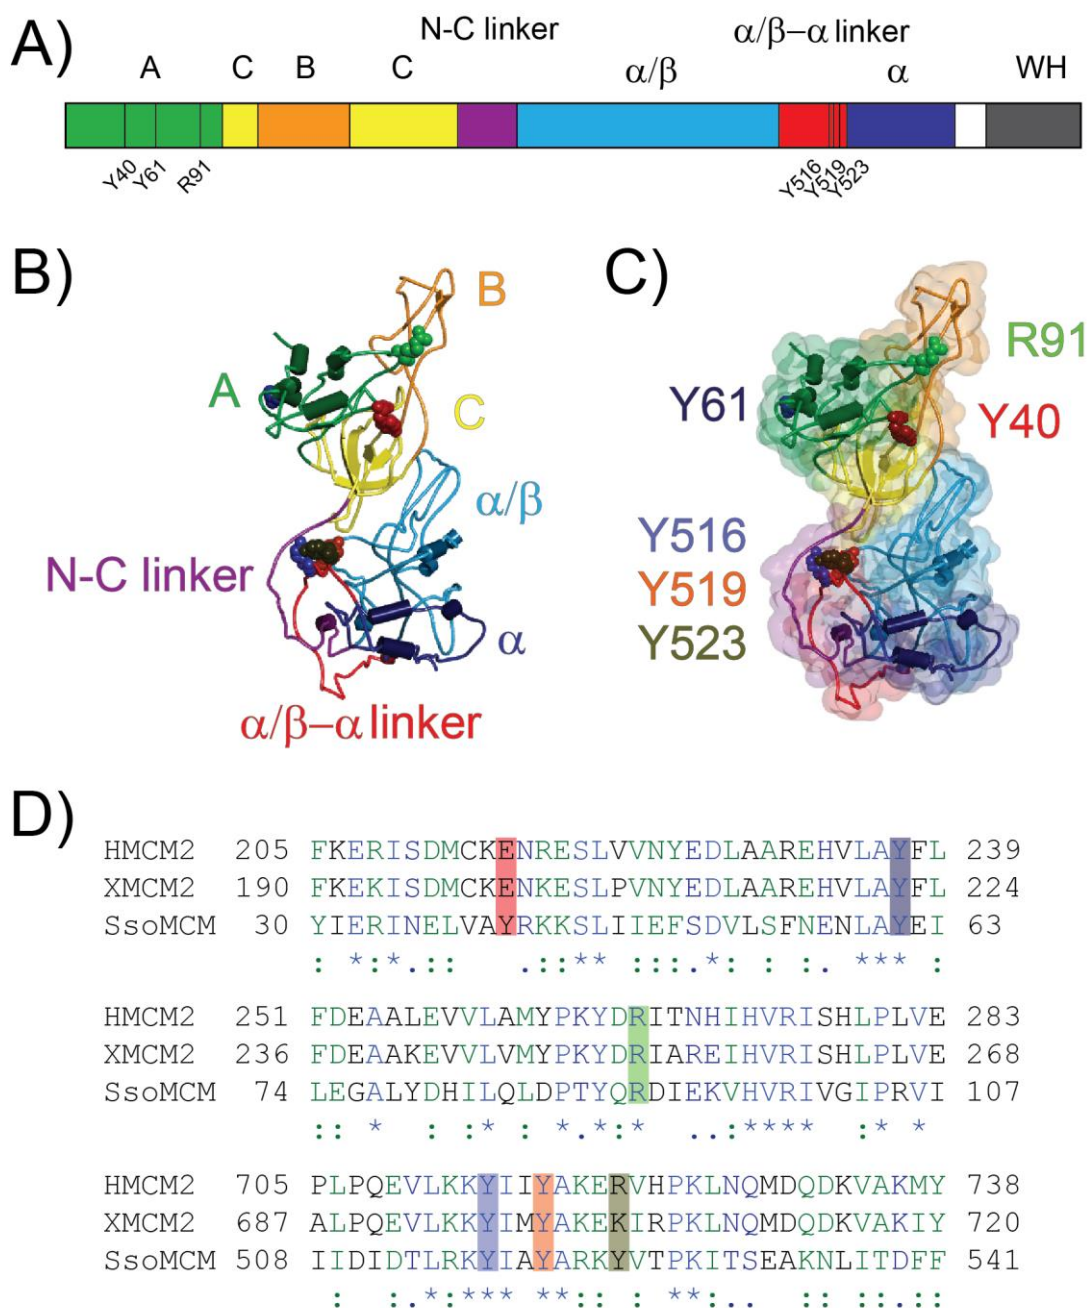 A)
N-C linker α/β–α linker
A C B C α/β α WH
Y40 Y61 R91 Y516 Y519 Y523
B)
B
A
C
α/β
N-C linker
α
α/β–α linker
C)
R91
Y61
Y40
Y516
Y519
Y523
D)
HMCM2 205 FKERISDMCKENRESLVVNYEDLAAREHVLAYFL 239
XMCM2 190 FKEKISDMCKENKESLPVNYEDLAAREHVLAYFL 224
SsoMCM 30 YIERINELVAYRKKSLIIEFSDVLSFNENLAYEI 63
: *:*.:: .::** :::.*: : :. *** :
HMCM2 251 FDEAALEVVLAMYPKYDRITNHIHVRISHLPLVE 283
XMCM2 236 FDEAAKEVVLVMYPKYDRIAREIHVRISHLPLVE 268
SsoMCM 74 LEGALYDHILQLDPTYQRDIEKVHVRIVGIPRVI 107
:: * : :* *.*:* ..:**** :* *
HMCM2 705 PLPQEVLKKYIIYAKERVHPKLNQMDQDKVAKMY 738
XMCM2 687 ALPQEVLKKYIMYAKEKIRPKLNQMDQDKVAKIY 720
SsoMCM 508 IIDIDTLRKYIAYARKYVTPKITSEAKNLITDFF 541
: :.*:*** **:: : **:.. :: ::.::